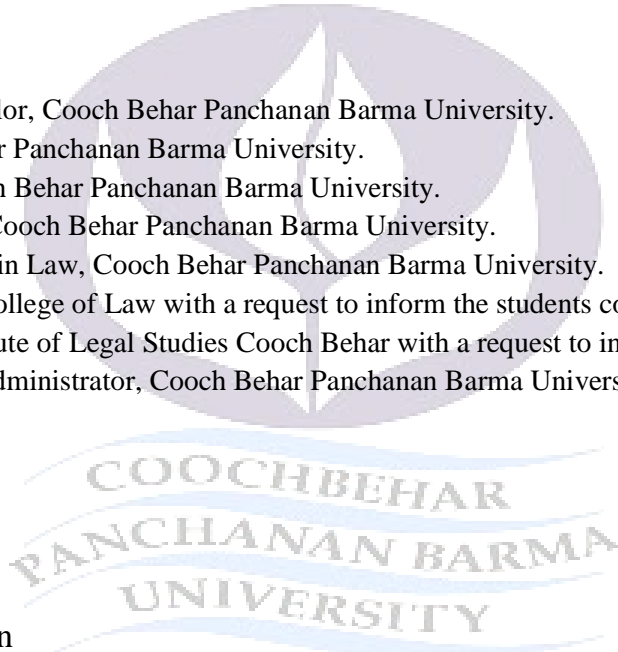 lor, Cooch Behar Panchanan Barma University.
r Panchanan Barma University.
h Behar Panchanan Barma University.
Cooch Behar Panchanan Barma University.
in Law, Cooch Behar Panchanan Barma University.
ollege of Law with a request to inform the students co
ute of Legal Studies Cooch Behar with a request to in
dministrator, Cooch Behar Panchanan Barma Univers
COOCHBEHAR
PANCHANAN BARMA
UNIVERSITY
n